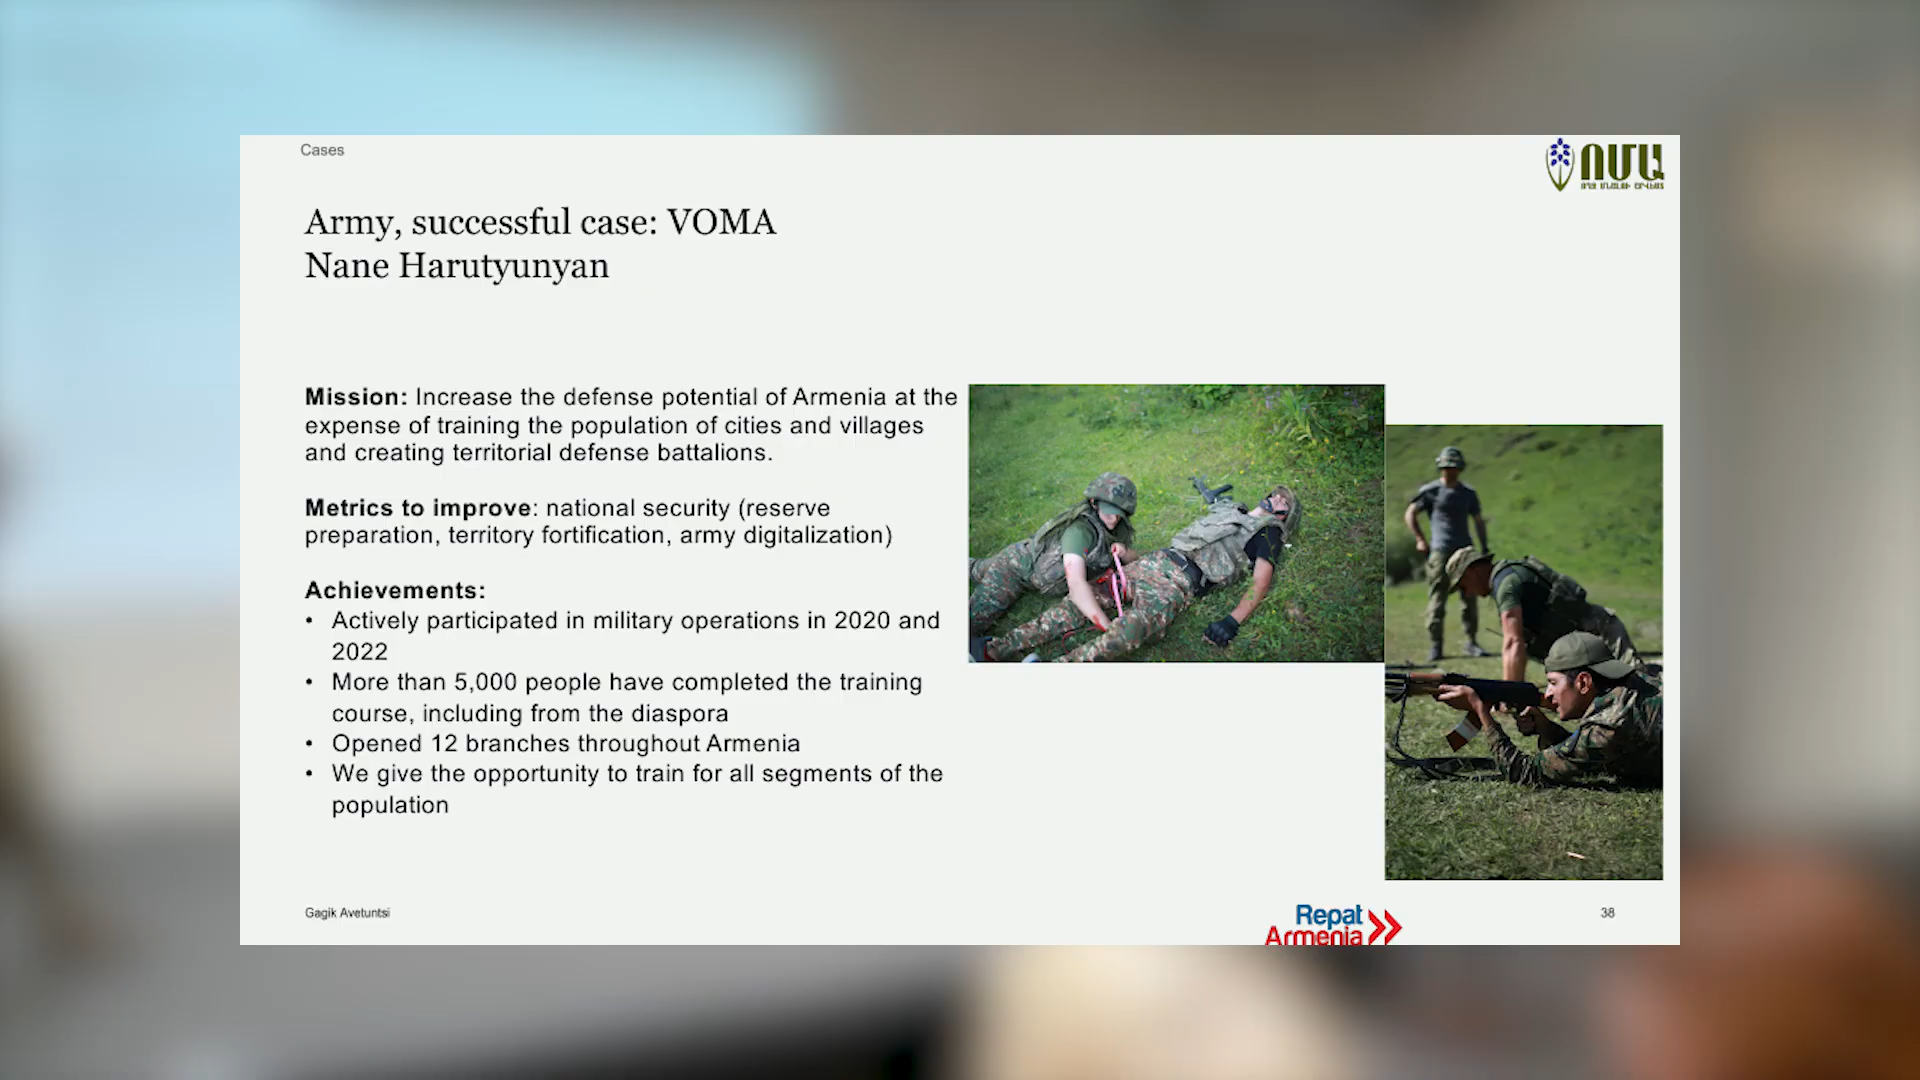 Cases
ՈՄԱ
Army, successful case: VOMA
Nane Harutyunyan
Mission: Increase the defense potential of Armenia at the
expense of training the population of cities and villages
and creating territorial defense battalions.
Metrics to improve: national security (reserve
preparation, territory fortification, army digitalization)
Achievements:
• Actively participated in military operations in 2020 and
2022
• More than 5,000 people have completed the training
course, including from the diaspora
• Opened 12 branches throughout Armenia
• We give the opportunity to train for all segments of the
population
Gagik Avetuntsi
Repat
Armenia
38